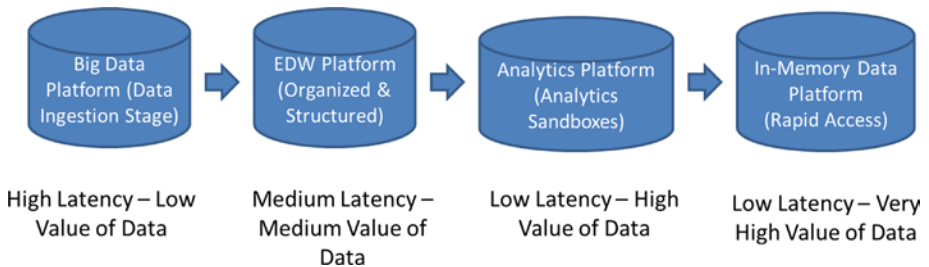 Big Data
Platform (Data
Ingestion Stage)
EDW Platform
(Organized &
Structured)
Analytics Platform
(Analytics
Sandboxes)
In-Memory Data
Platform
(Rapid Access)
High Latency – Low
Value of Data
Medium Latency –
Medium Value of
Data
Low Latency – High
Value of Data
Low Latency – Very
High Value of Data